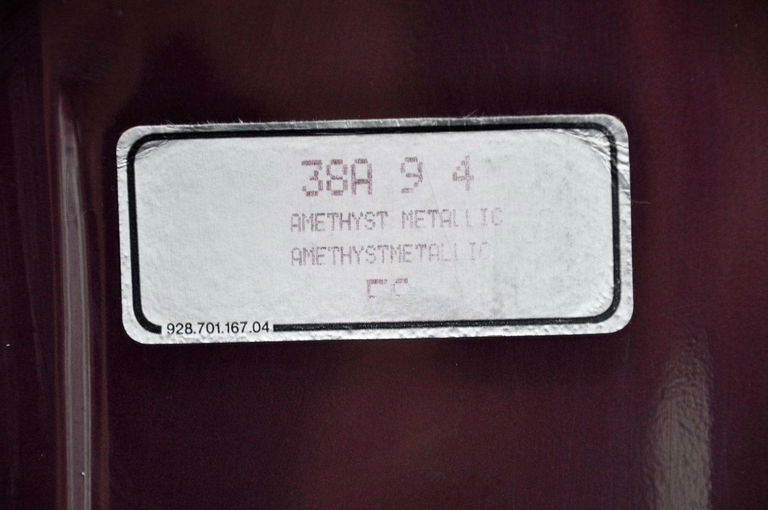 38A 9 4
AMETHYST METALLIC
AMETHYSTMETALLIC
928.701.167.04